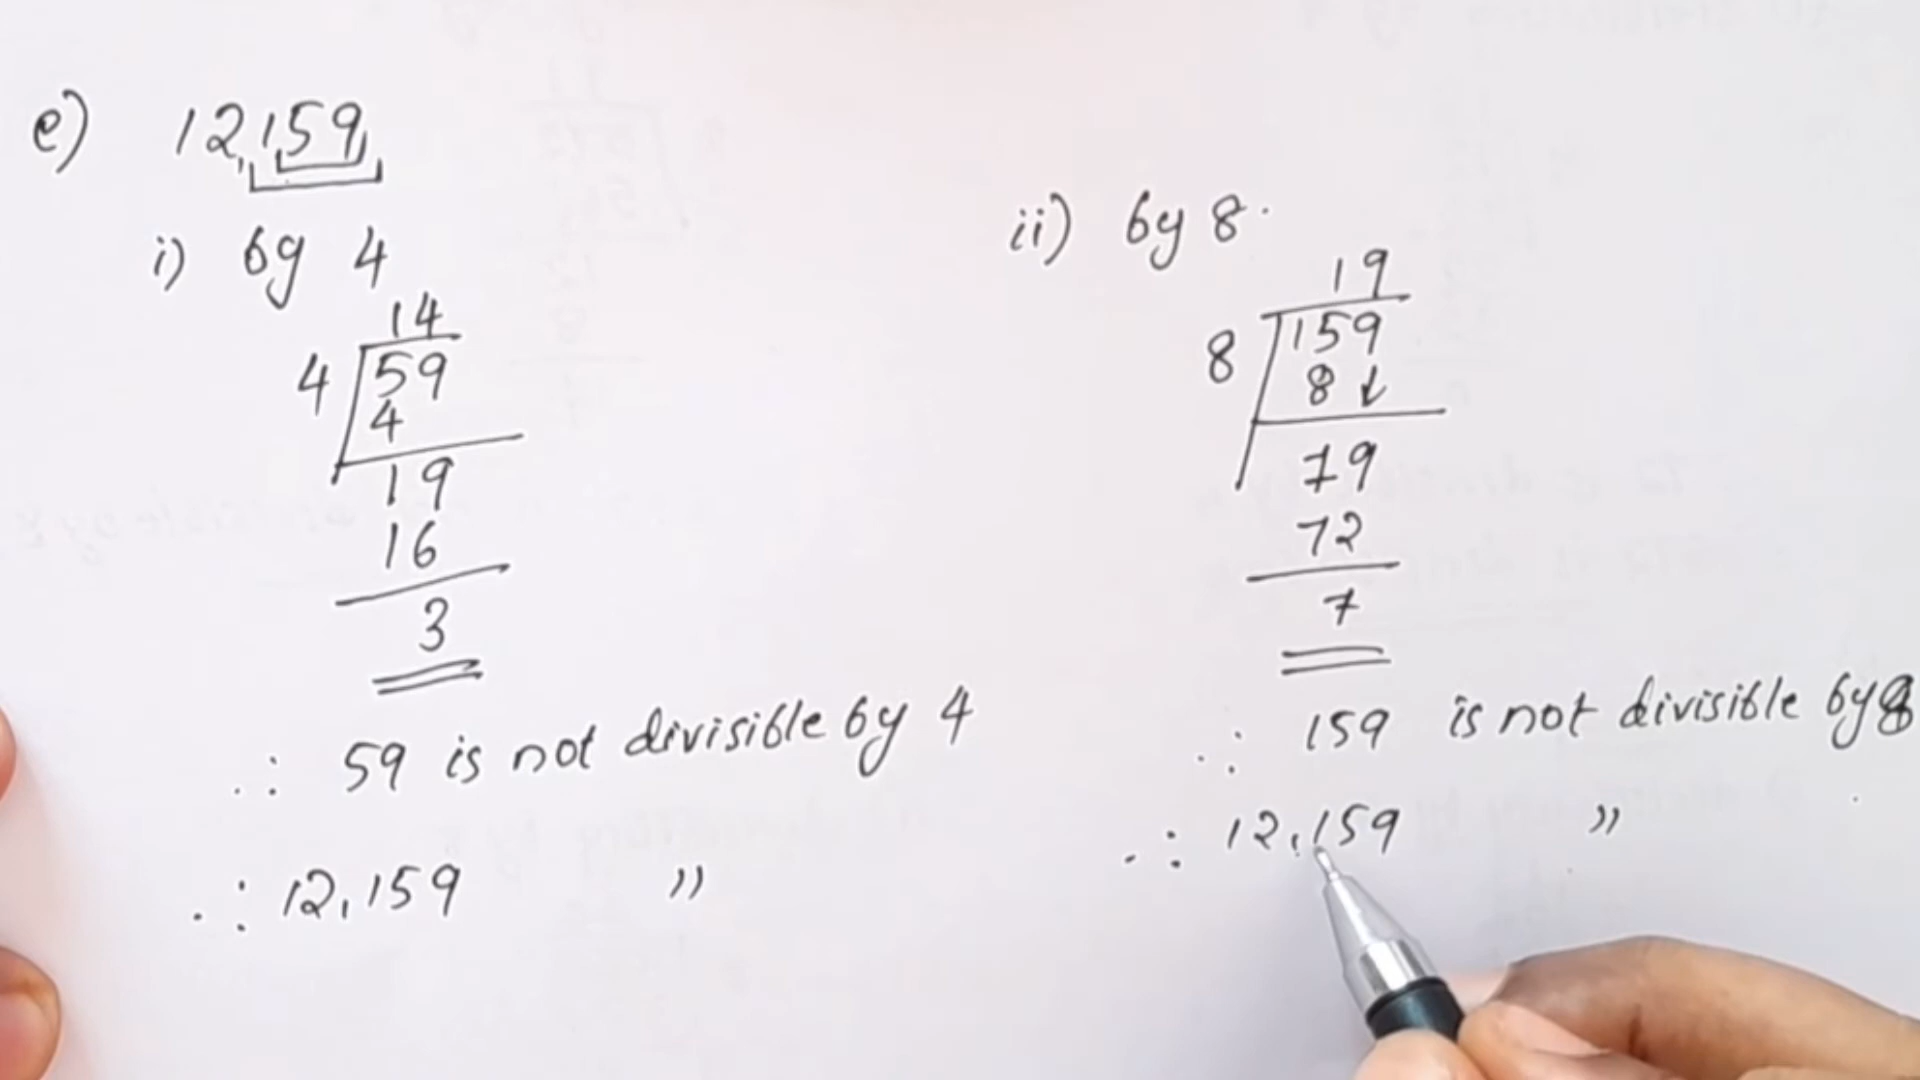 e) 12,159
i) by 4
14
4 59
4
19
16
3
∴ 59 is not divisible by 4
∴ 12,159 "
ii) by 8.
19
8 159
8 ↓
79
72
7
∴ 159 is not divisible by 8
∴ 12,159 "